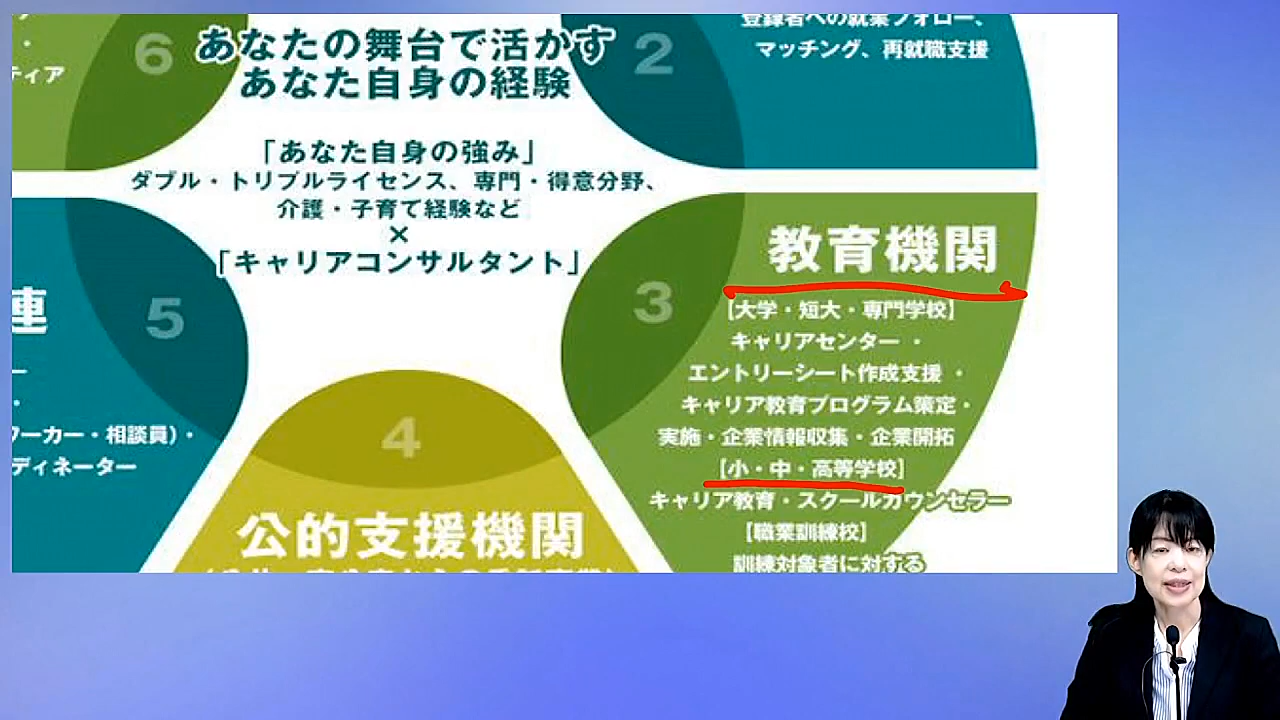 6
ティア
あなたの舞台で活かす
あなた自身の経験
「あなた自身の強み」
ダブル・トリプルライセンス、専門・得意分野、
介護・子育て経験など
×
「キャリアコンサルタント」
2
登録者への就業フォロー、
マッチング、再就職支援
3
教育機関
【大学・短大・専門学校】
キャリアセンター ・
エントリーシート作成支援 ・
キャリア教育プログラム策定・
実施・企業情報収集・企業開拓
【小・中・高等学校】
キャリア教育・スクールカウンセラー
【職業訓練校】
訓練対象者に対する
4
公的支援機関
5
連
ワーカー・相談員)・
ディネーター